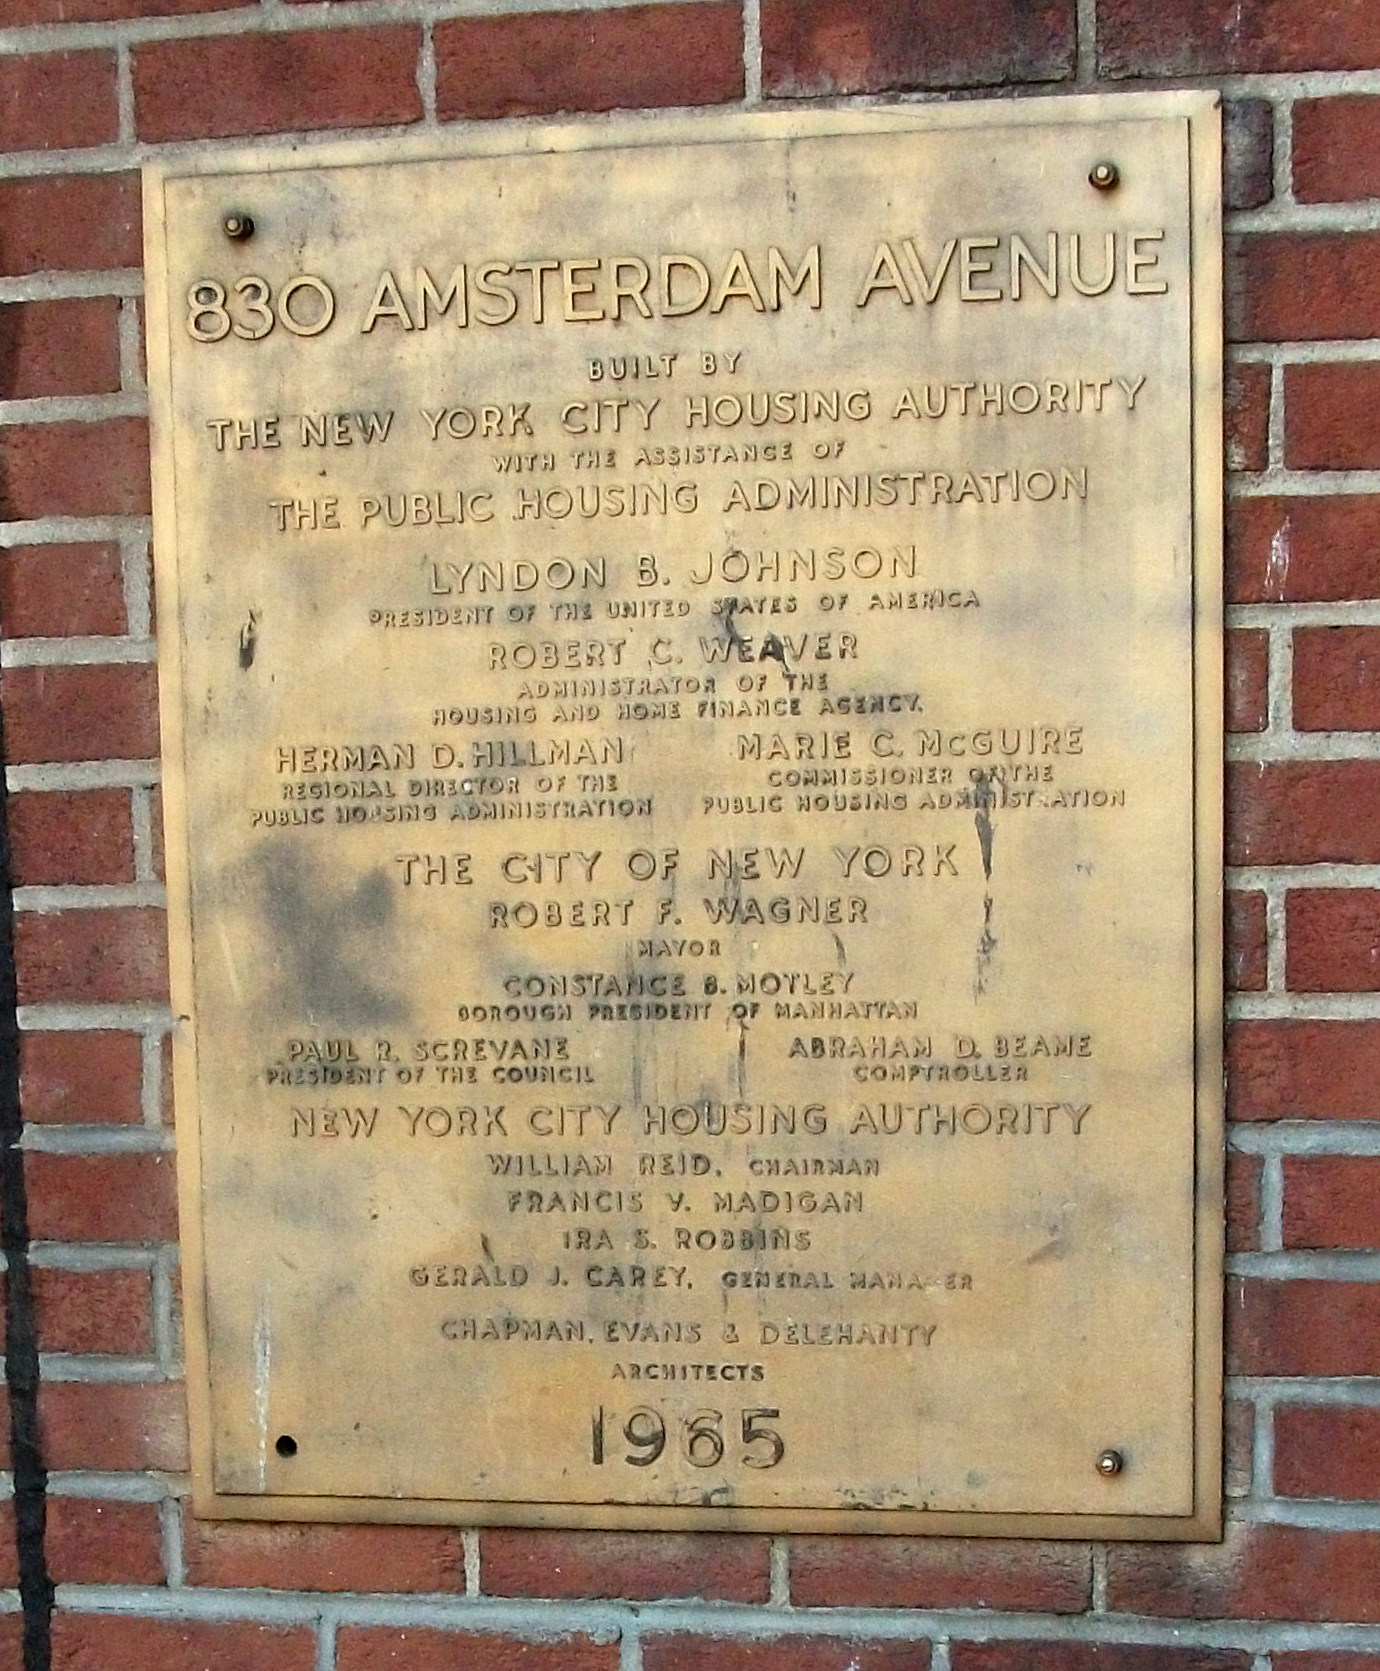 830 AMSTERDAM AVENUE
BUILT BY
THE NEW YORK CITY HOUSING AUTHORITY
WITH THE ASSISTANCE OF
THE PUBLIC HOUSING ADMINISTRATION
LYNDON B. JOHNSON
PRESIDENT OF THE UNITED STATES OF AMERICA
ROBERT C. WEAVER
ADMINISTRATOR OF THE
HOUSING AND HOME FINANCE AGENCY.
HERMAN D. HILLMAN
REGIONAL DIRECTOR OF THE
PUBLIC HOUSING ADMINISTRATION
MARIE C. McGUIRE
COMMISSIONER OF THE
PUBLIC HOUSING ADMINISTRATION
THE CITY OF NEW YORK
ROBERT F. WAGNER
MAYOR
CONSTANCE B. MOTLEY
BOROUGH PRESIDENT OF MANHATTAN
PAUL R. SCREVANE
PRESIDENT OF THE COUNCIL
ABRAHAM D. BEAME
COMPTROLLER
NEW YORK CITY HOUSING AUTHORITY
WILLIAM REID, CHAIRMAN
FRANCIS V. MADIGAN
IRA S. ROBBINS
GERALD J. CAREY, GENERAL MANAGER
CHAPMAN, EVANS & DELEHANTY
ARCHITECTS
1965